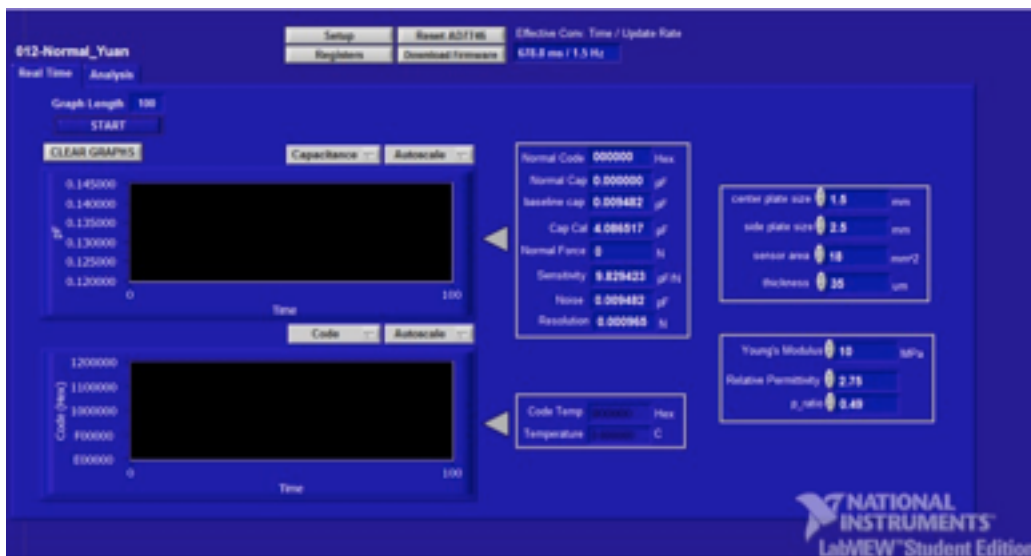 Setup Reset AD7746 Effective Conv. Time / Update Rate
012-Normal_Yuan Registers Download Firmware 678.8 ms / 1.5 Hz
Real Time Analysis
Graph Length 100
START
CLEAR GRAPHS Capacitance Autoscale
0.145000
0.140000
0.135000
0.130000
0.125000
0.120000
pF
0 100
Time
Code Autoscale
1200000
1100000
1000000
F00000
E00000
Code (Hex)
0 100
Time
Normal Code 000000 Hex
Normal Cap 0.000000 pF
baseline cap 0.009482 pF
Cap Cal 4.086517 pF
Normal Force 0 N
Sensitivity 9.829423 pF/N
Noise 0.009482 pF
Resolution 0.000965 N
Code Temp Hex
Temperature C
center plate size 1.5 mm
side plate size 2.5 mm
sensor area 18 mm^2
thickness 35 um
Young's Modulus 10 MPa
Relative Permittivity 2.75
p_ratio 0.49
NATIONAL
INSTRUMENTS
LabVIEW Student Edition